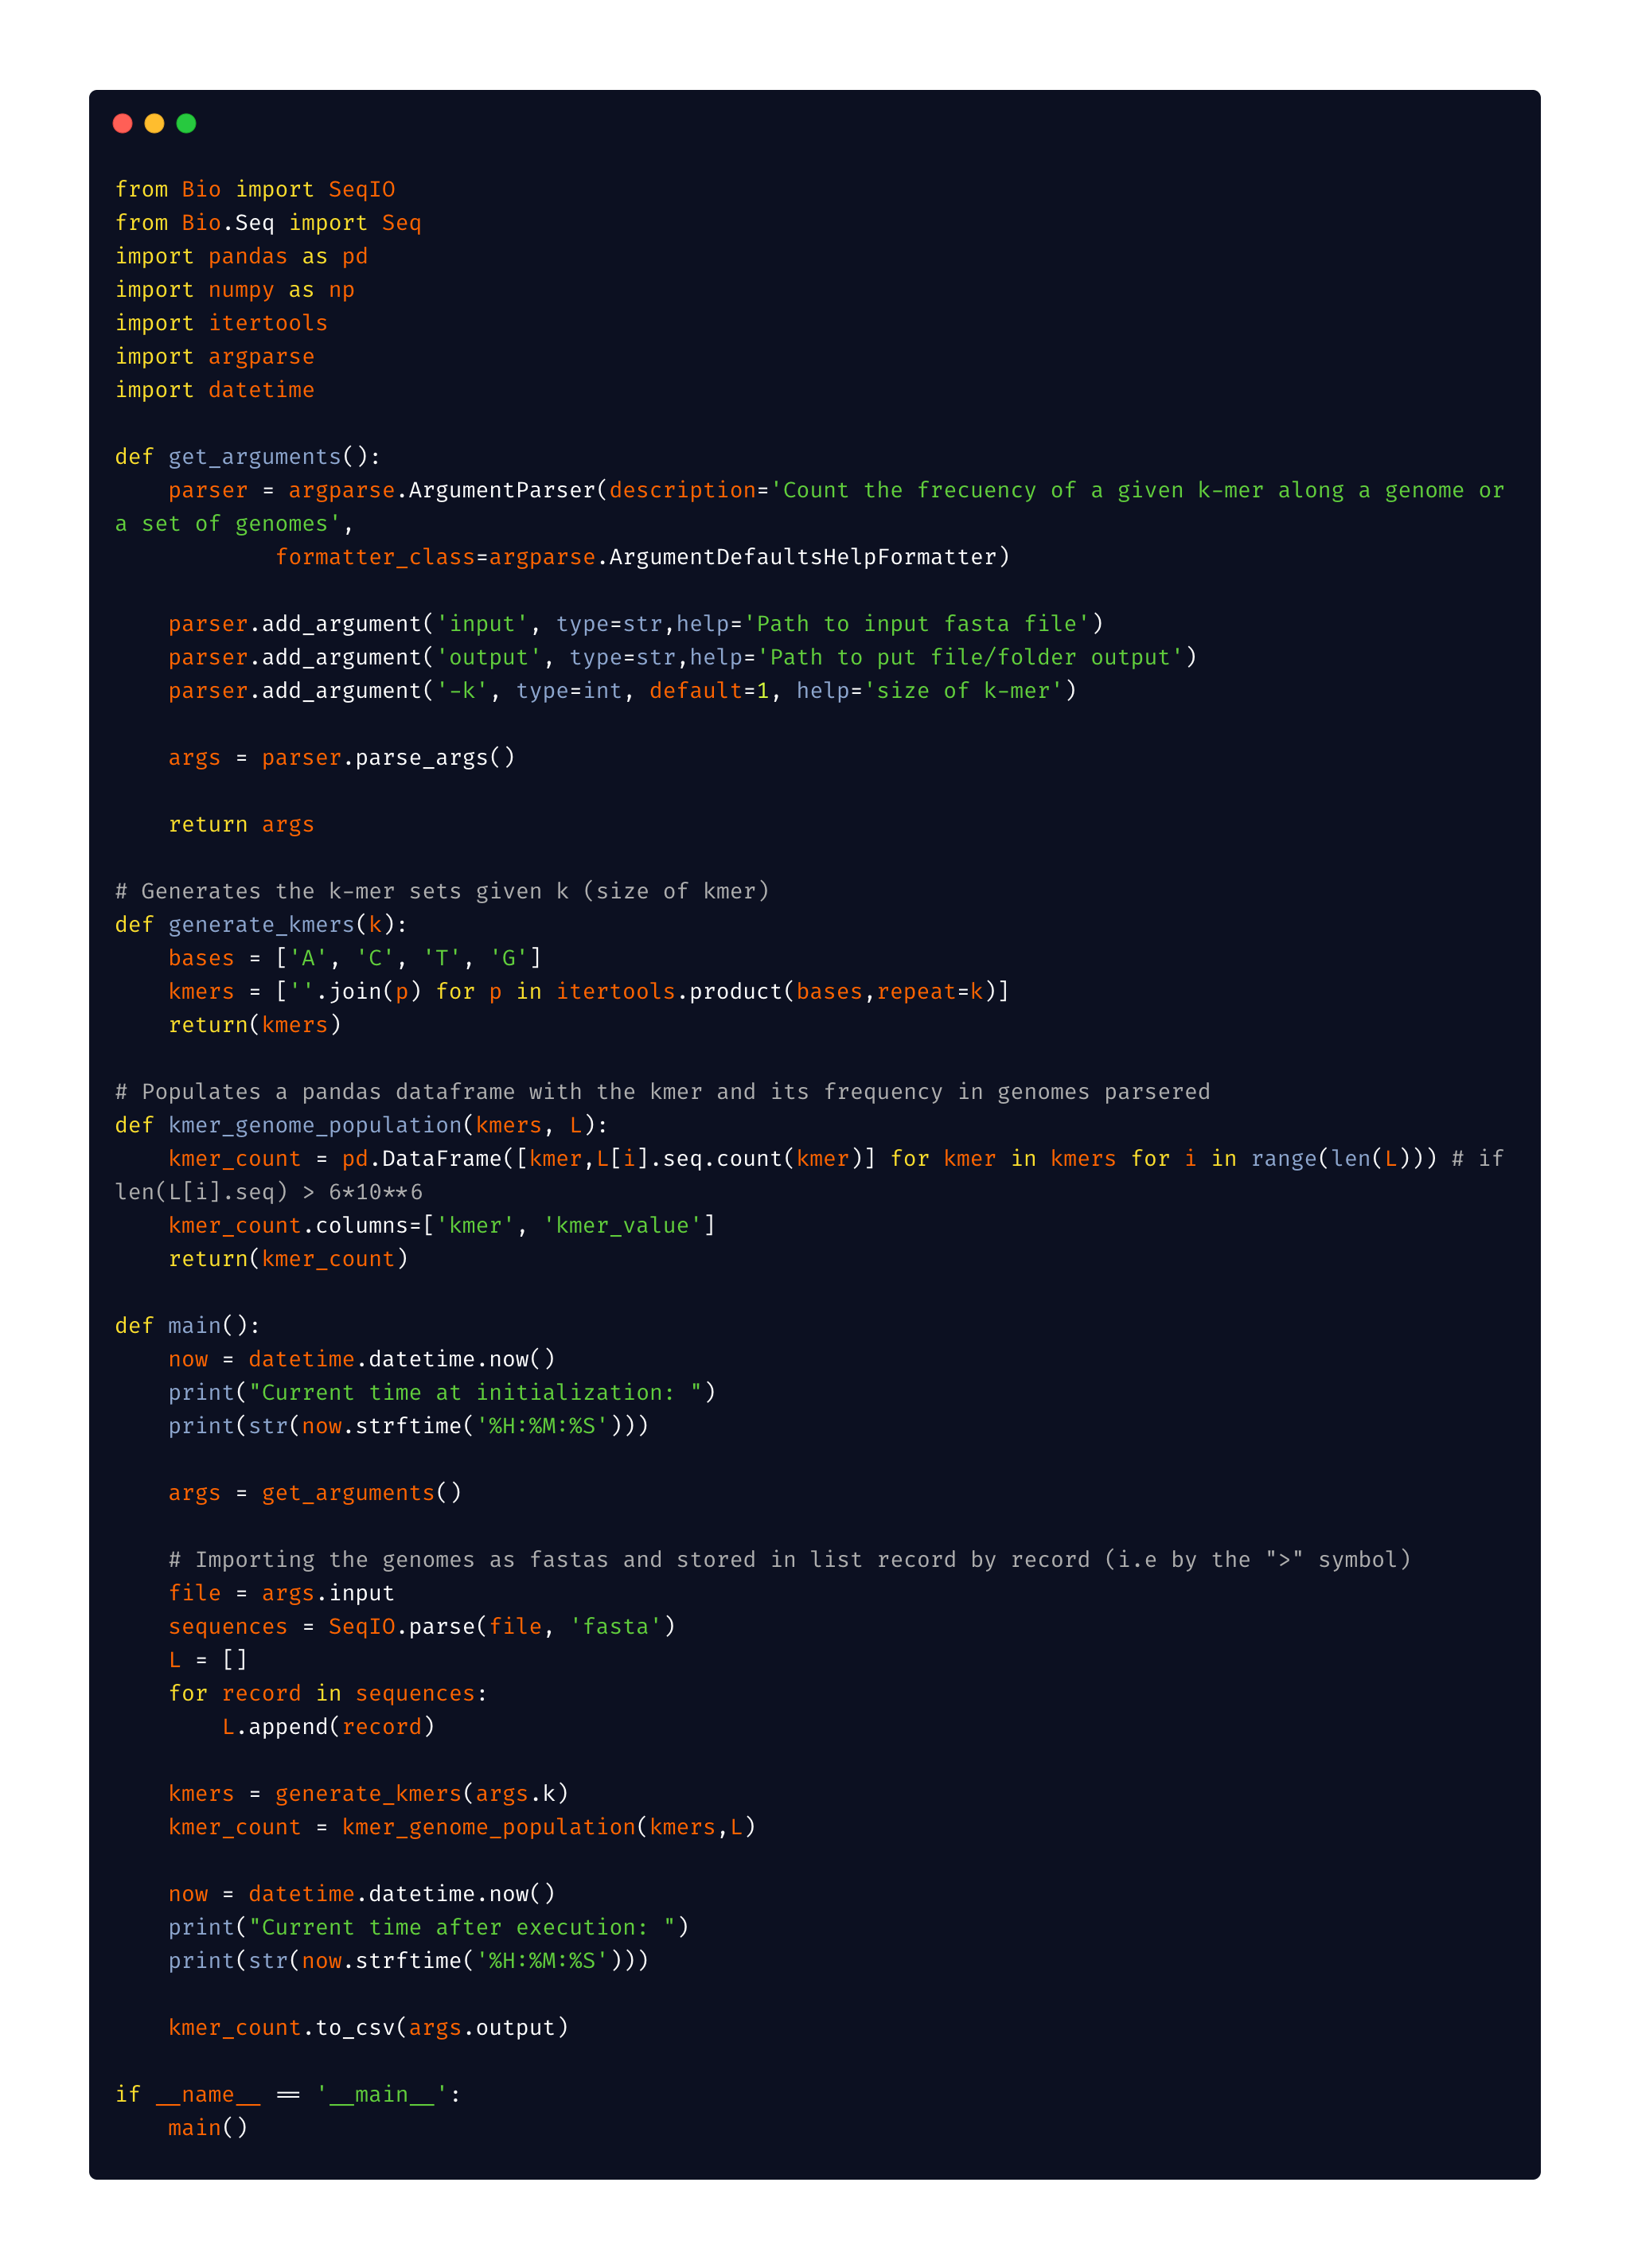 from Bio import SeqIO
from Bio.Seq import Seq
import pandas as pd
import numpy as np
import itertools
import argparse
import datetime

def get_arguments():
    parser = argparse.ArgumentParser(description='Count the frecuency of a given k-mer along a genome or
a set of genomes',
            formatter_class=argparse.ArgumentDefaultsHelpFormatter)

    parser.add_argument('input', type=str,help='Path to input fasta file')
    parser.add_argument('output', type=str,help='Path to put file/folder output')
    parser.add_argument('-k', type=int, default=1, help='size of k-mer')

    args = parser.parse_args()

    return args

# Generates the k-mer sets given k (size of kmer)
def generate_kmers(k):
    bases = ['A', 'C', 'T', 'G']
    kmers = [''.join(p) for p in itertools.product(bases,repeat=k)]
    return(kmers)

# Populates a pandas dataframe with the kmer and its frequency in genomes parsered
def kmer_genome_population(kmers, L):
    kmer_count = pd.DataFrame([kmer,L[i].seq.count(kmer)] for kmer in kmers for i in range(len(L))) # if
len(L[i].seq) > 6*10**6
    kmer_count.columns=['kmer', 'kmer_value']
    return(kmer_count)

def main():
    now = datetime.datetime.now()
    print("Current time at initialization: ")
    print(str(now.strftime('%H:%M:%S')))

    args = get_arguments()

    # Importing the genomes as fastas and stored in list record by record (i.e by the ">" symbol)
    file = args.input
    sequences = SeqIO.parse(file, 'fasta')
    L = []
    for record in sequences:
        L.append(record)

    kmers = generate_kmers(args.k)
    kmer_count = kmer_genome_population(kmers,L)

    now = datetime.datetime.now()
    print("Current time after execution: ")
    print(str(now.strftime('%H:%M:%S')))

    kmer_count.to_csv(args.output)

if __name__ == '__main__':
    main()